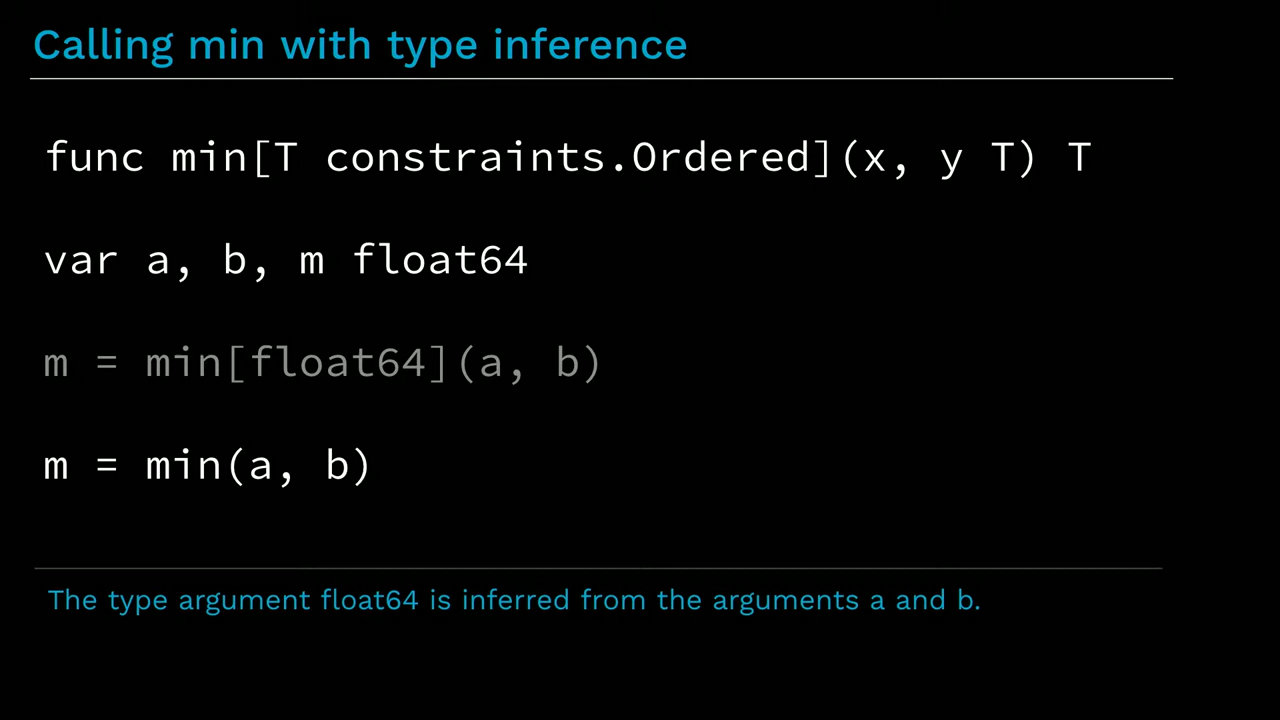 Calling min with type inference
func min[T constraints.Ordered](x, y T) T
var a, b, m float64
m = min[float64](a, b)
m = min(a, b)
The type argument float64 is inferred from the arguments a and b.